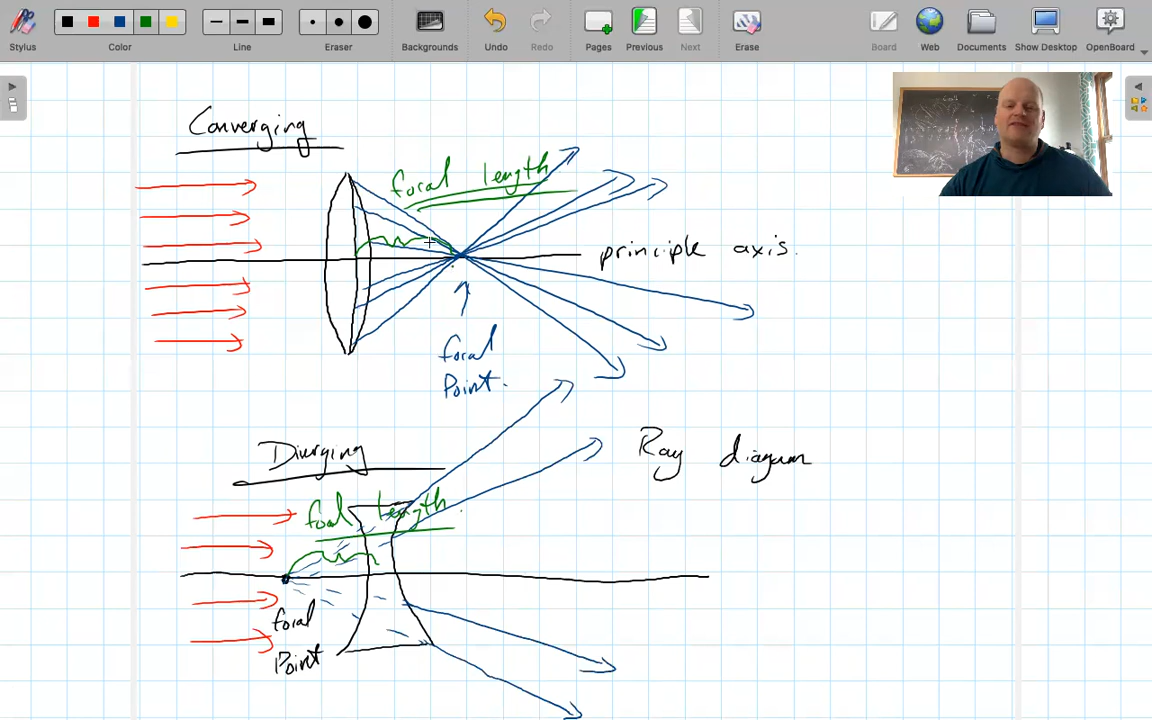 Stylus
Color
Line
Eraser
Backgrounds
Undo
Redo
Pages
Previous
Next
Erase
Board
Web
Documents
Show Desktop
OpenBoard
Converging
focal length
principle axis.
focal
Point.
Diverging
Ray diagram
focal length.
focal
Point